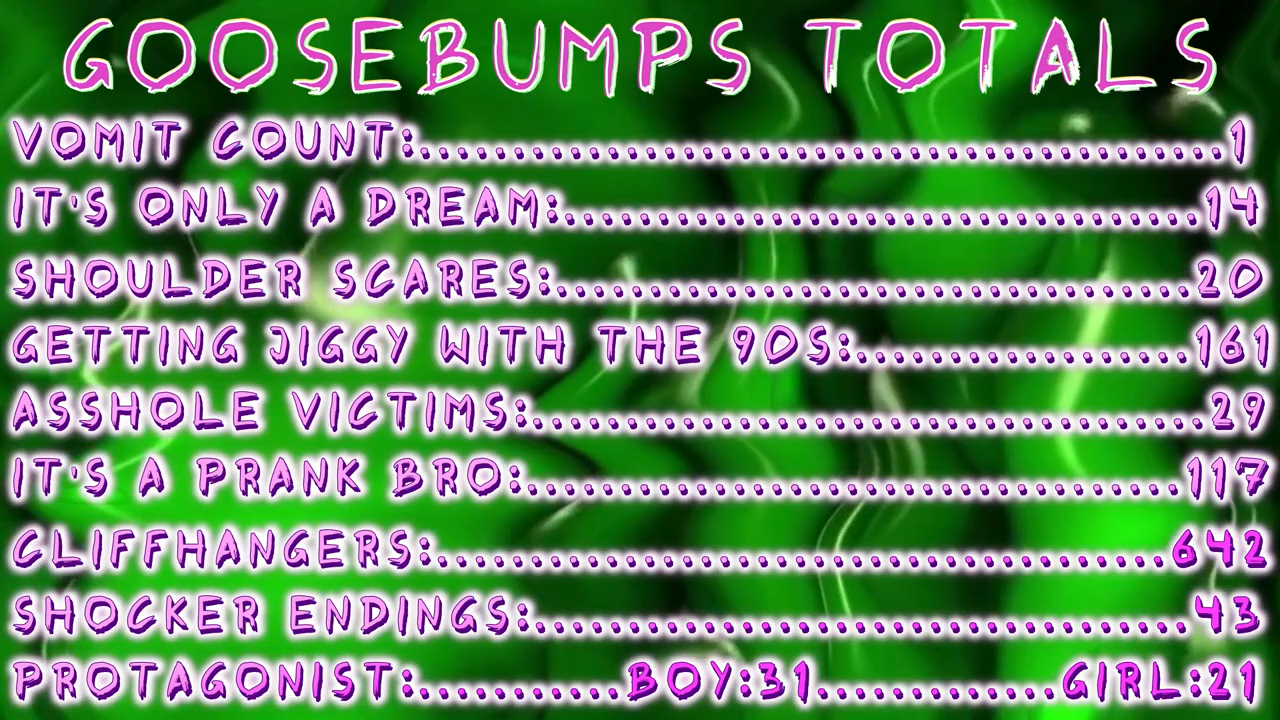 GOOSEBUMPS TOTALS
VOMIT COUNT:......................................................1
IT'S ONLY A DREAM:..........................................14
SHOULDER SCARES:..........................................20
GETTING JIGGY WITH THE 90S:......................161
ASSHOLE VICTIMS:.............................................29
IT'S A PRANK BRO:............................................117
CLIFFHANGERS:.................................................642
SHOCKER ENDINGS:............................................43
PROTAGONIST:.............BOY:31................GIRL:21